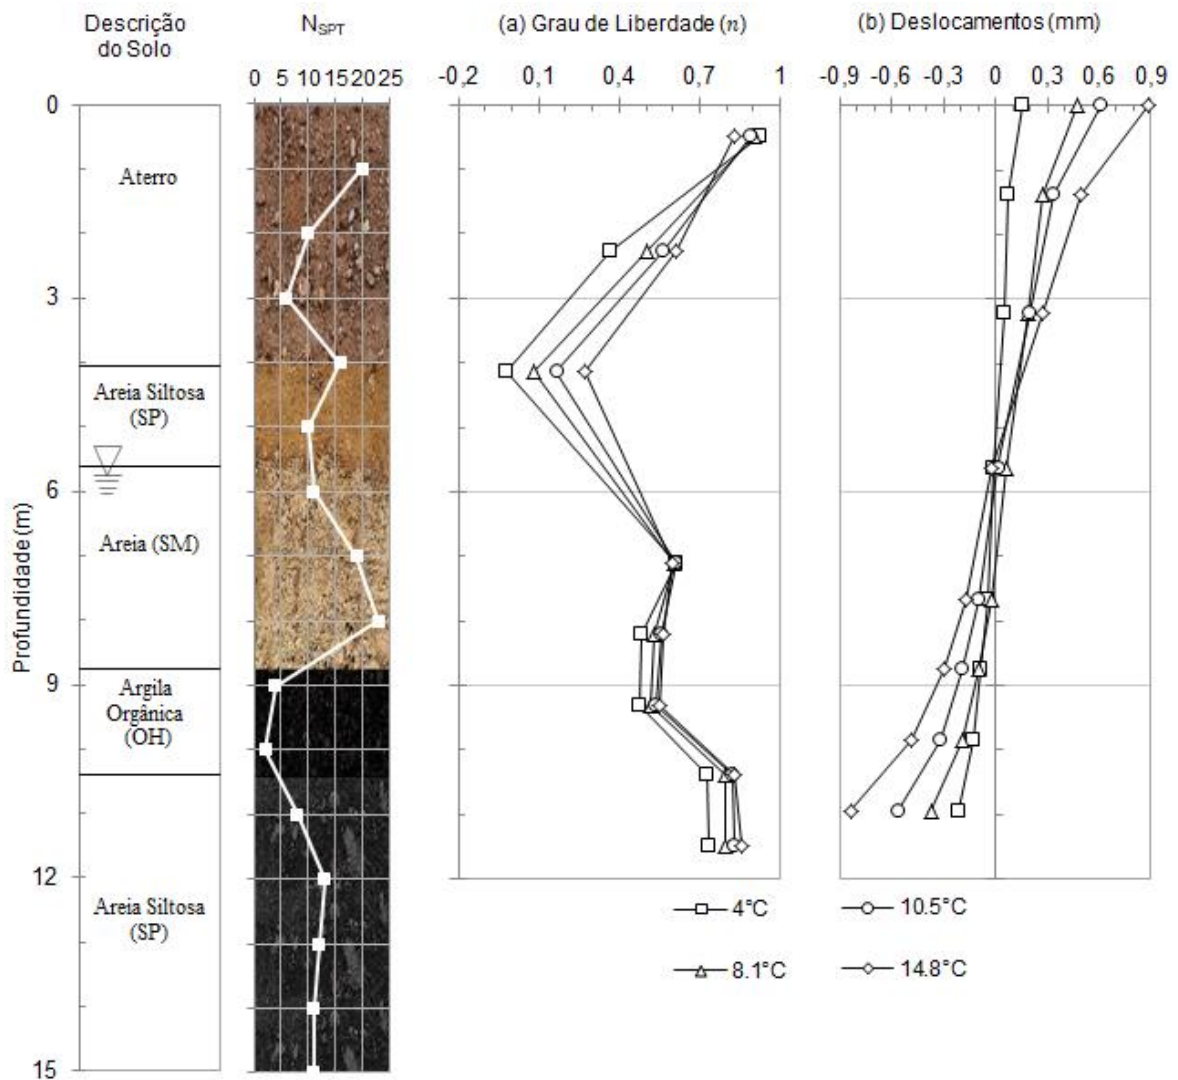 Descrição
do Solo
N_SPT
(a) Grau de Liberdade (n)
(b) Deslocamentos (mm)
0 5 10 15 20 25
-0,2 0,1 0,4 0,7 1
-0,9 -0,6 -0,3 0 0,3 0,6 0,9
0
3
6
9
12
15
Profundidade (m)
Aterro
Areia Siltosa
(SP)
Areia (SM)
Argila
Orgânica
(OH)
Areia Siltosa
(SP)
4°C
10.5°C
8.1°C
14.8°C